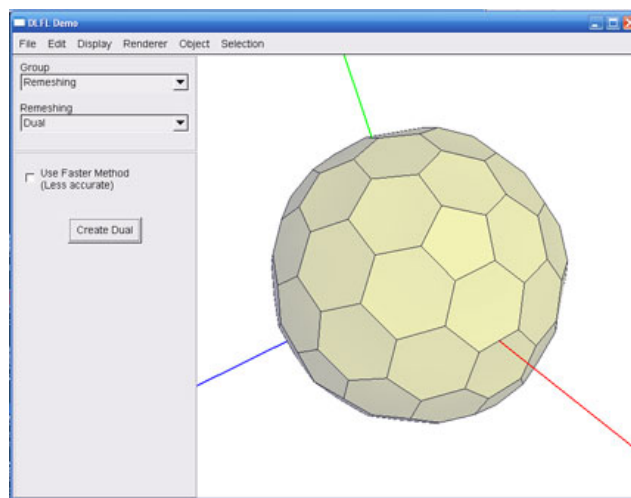 DLFL Demo
File Edit Display Renderer Object Selection
Group
Remeshing
Remeshing
Dual
Use Faster Method
(Less accurate)
Create Dual